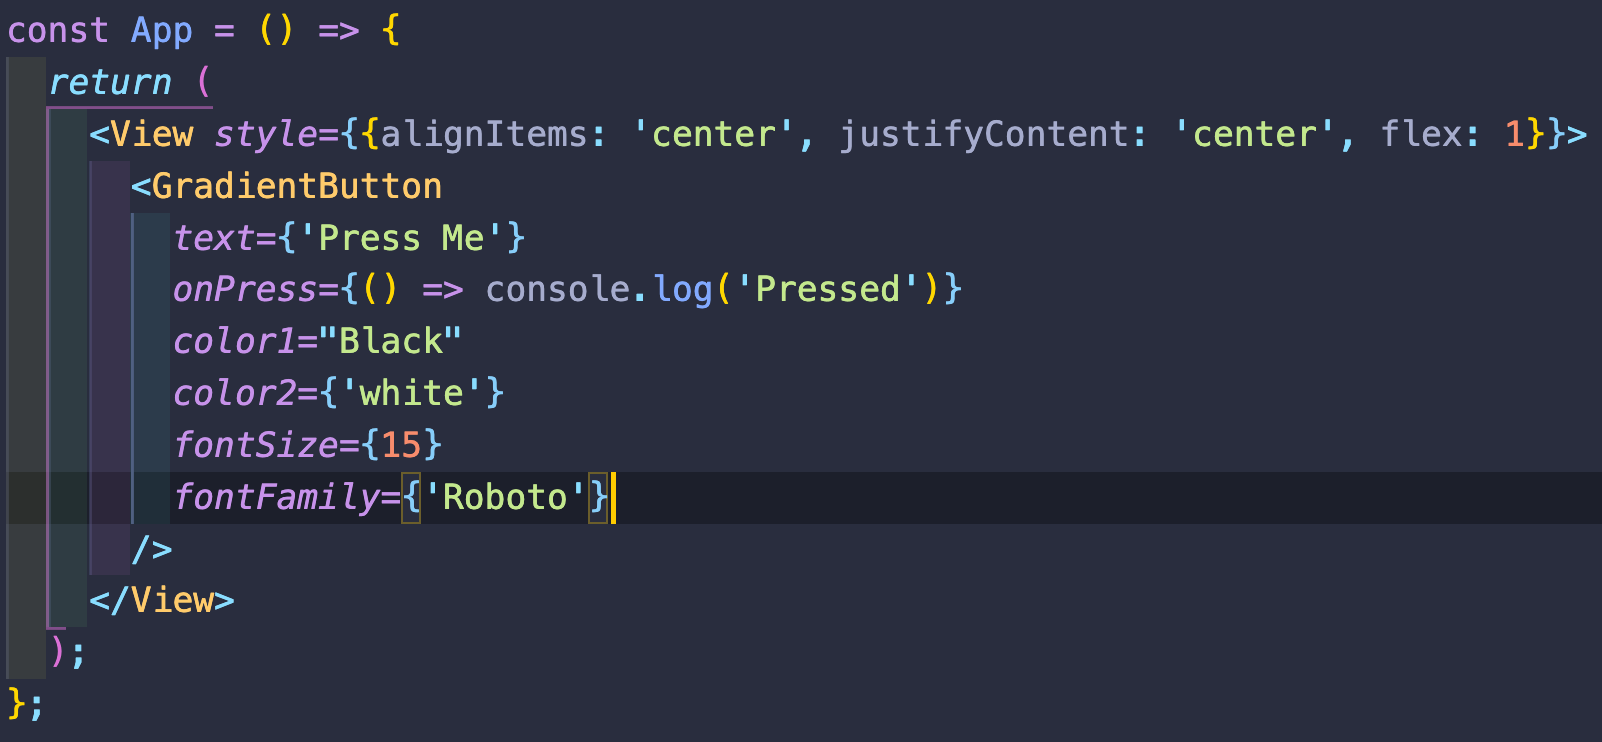 const App = () => {
return (
<View style={{alignItems: 'center', justifyContent: 'center', flex: 1}}>
<GradientButton
text={'Press Me'}
onPress={() => console.log('Pressed')}
color1="Black"
color2={'white'}
fontSize={15}
fontFamily={'Roboto'}
/>
</View>
);
};